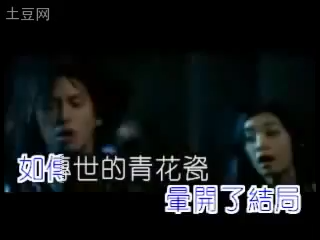 土豆网
如傳世的青花瓷
暈開了結局